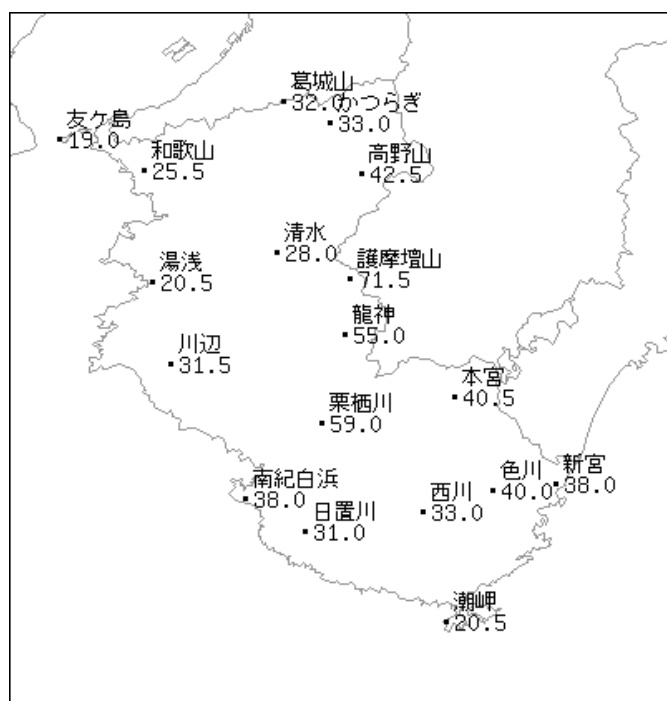 葛城山
32.0
かつらぎ
33.0
友ケ島
19.0
和歌山
25.5
高野山
42.5
清水
28.0
湯浅
20.5
護摩壇山
71.5
龍神
55.0
川辺
31.5
本宮
40.5
栗栖川
59.0
南紀白浜
38.0
日置川
31.0
西川
33.0
色川
40.0
新宮
38.0
潮岬
20.5